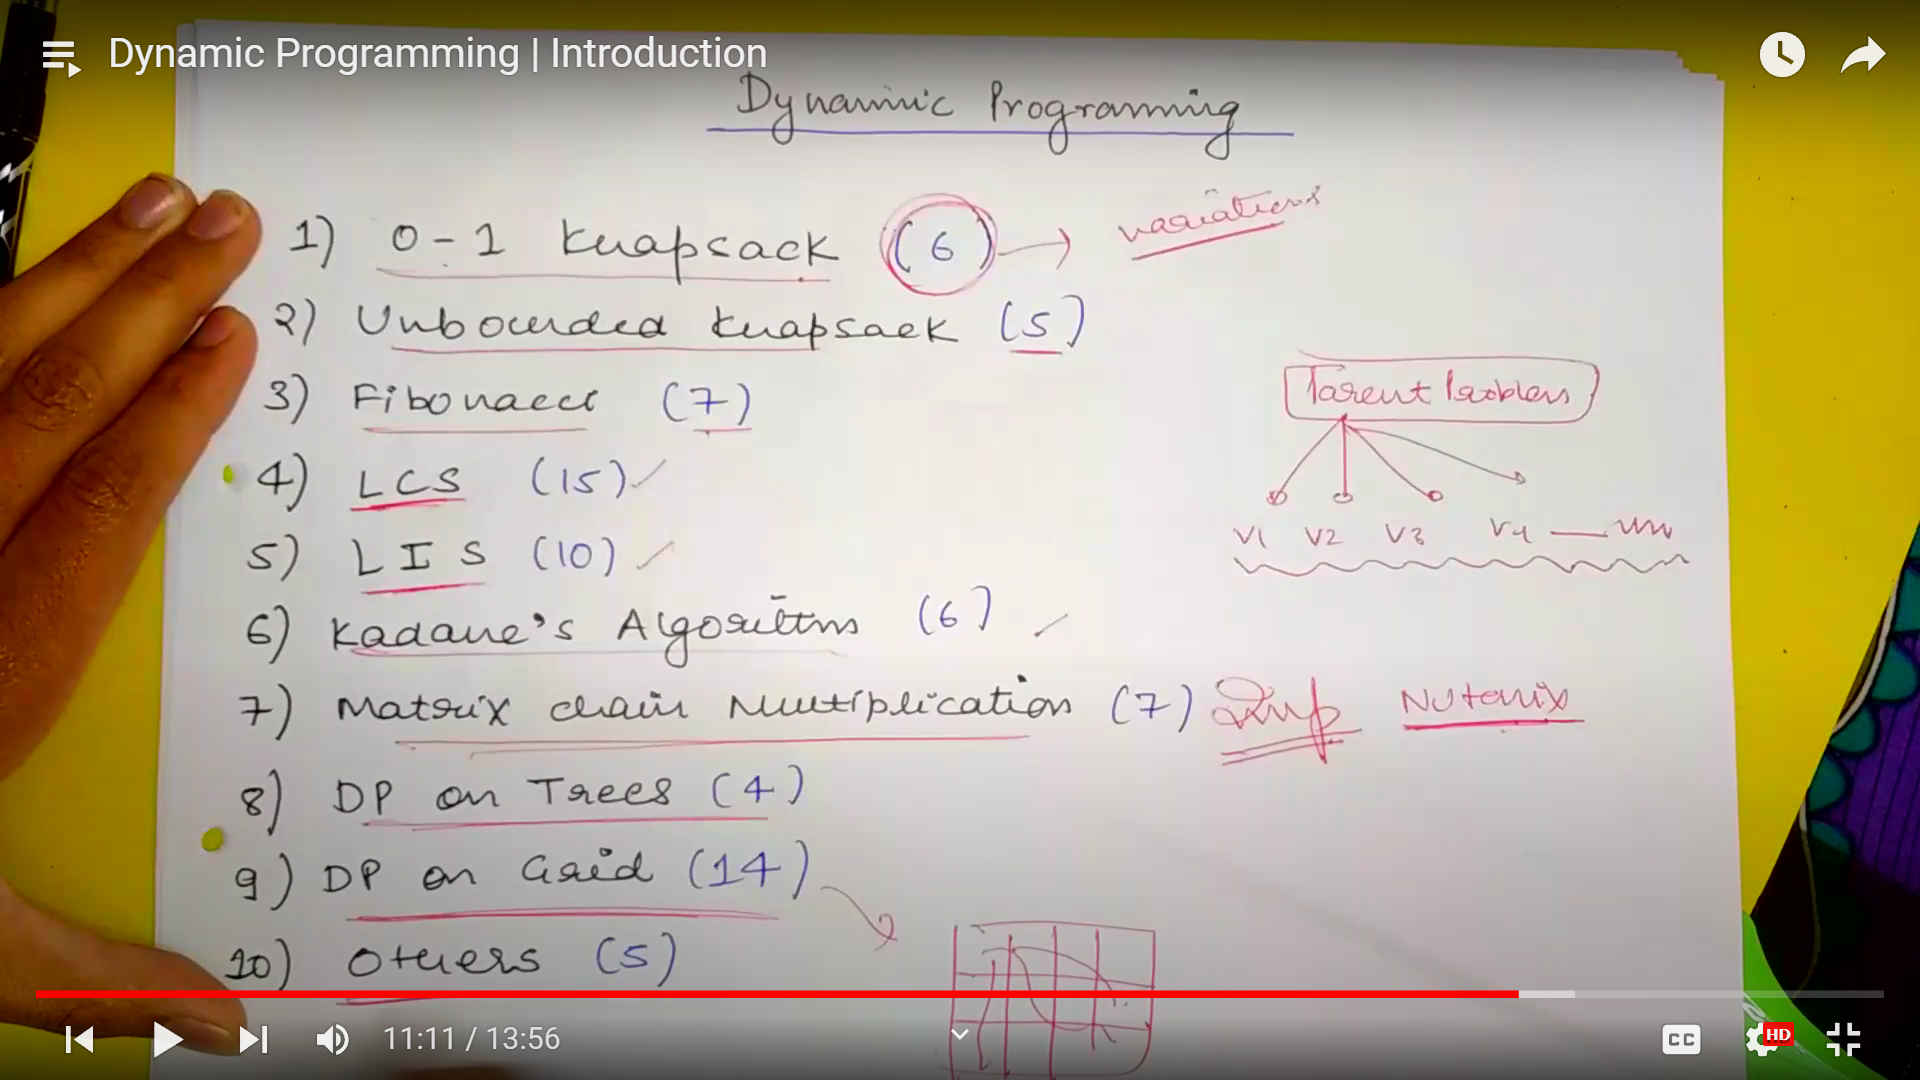 Dynamic Programming | Introduction
Dynamic Programming
1) 0-1 Knapsack (6) → variations
2) Unbounded Knapsack (5)
3) Fibonacci (7)
Parent Problem
4) LCS (15) ✓
V1 V2 V3 V4 — Vn
5) LIS (10) ✓
6) Kadane's Algorithm (6) ✓
7) Matrix chain Multiplication (7) Imp Nutanix
8) DP on Trees (4)
9) DP on Grid (14)
10) Others (5)
11:11 / 13:56
CC
HD